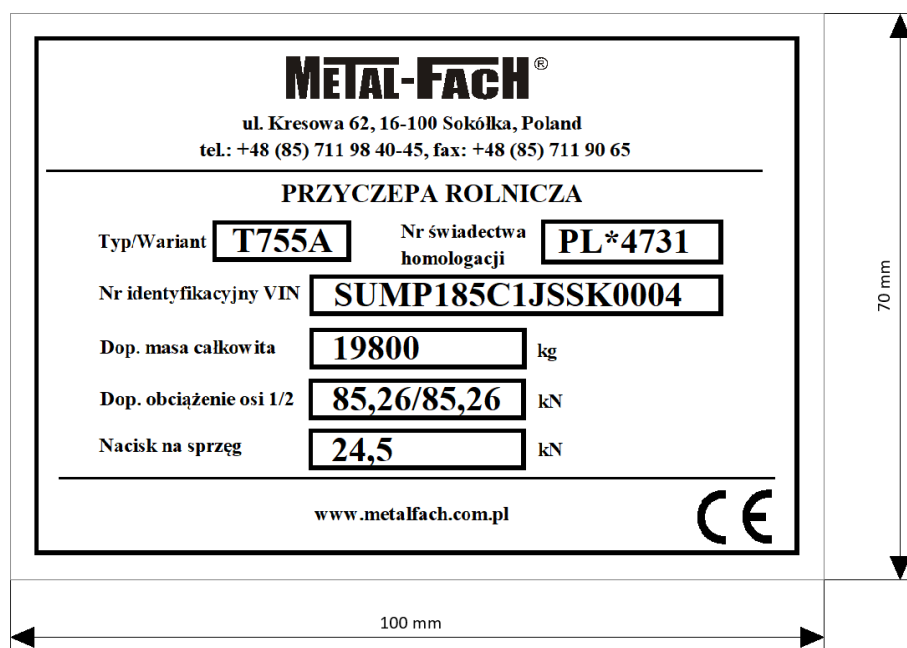 METAL-FACH®
ul. Kresowa 62, 16-100 Sokółka, Poland
tel.: +48 (85) 711 98 40-45, fax: +48 (85) 711 90 65
PRZYCZEPA ROLNICZA
Typ/Wariant T755A Nr świadectwa homologacji PL*4731
Nr identyfikacyjny VIN SUMP185C1JSSK0004
Dop. masa całkowita 19800 kg
Dop. obciążenie osi 1/2 85,26/85,26 kN
Nacisk na sprzęg 24,5 kN
www.metalfach.com.pl CE
70 mm
100 mm